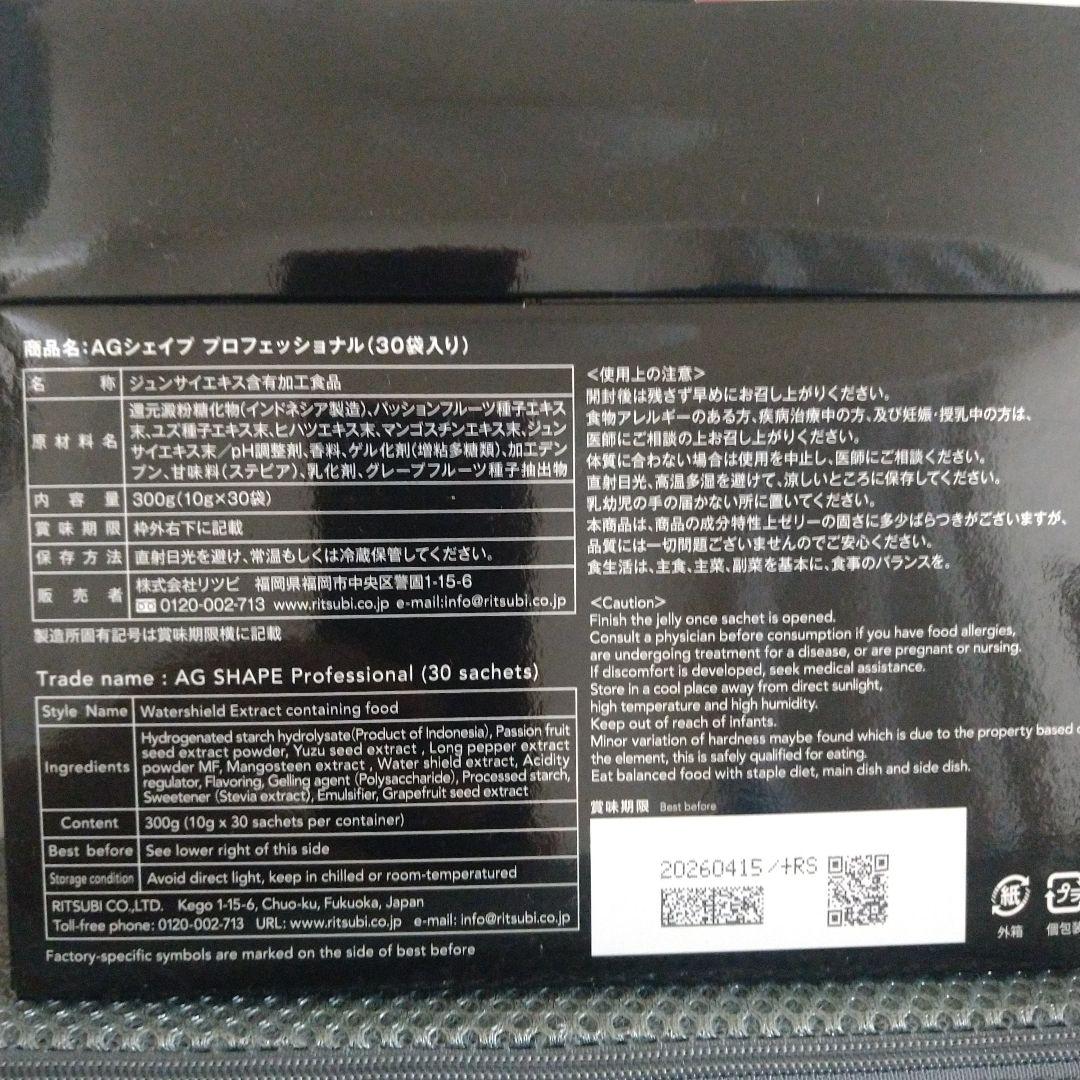 商品名:AGシェイプ プロフェッショナル(30袋入り)
名称 ジュンサイエキス含有加工食品
原材料名 還元澱粉糖化物(インドネシア製造)、パッションフルーツ種子エキス
末、ユズ種子エキス末、ヒハツエキス末、マンゴスチンエキス末、ジュン
サイエキス末/pH調整剤、香料、ゲル化剤(増粘多糖類)、加工デン
プン、甘味料(ステビア)、乳化剤、グレープフルーツ種子抽出物
内容量 300g(10g×30袋)
賞味期限 枠外右下に記載
保存方法 直射日光を避け、常温もしくは冷蔵保管してください。
販売者 株式会社リツビ 福岡県福岡市中央区警固1-15-6
0120-002-713 www.ritsubi.co.jp e-mail:info@ritsubi.co.jp
製造所固有記号は賞味期限横に記載
Trade name : AG SHAPE Professional (30 sachets)
Style Name Watershield Extract containing food
Ingredients Hydrogenated starch hydrolysate(Product of Indonesia), Passion fruit
seed extract powder, Yuzu seed extract , Long pepper extract
powder MF, Mangosteen extract , Water shield extract, Acidity
regulator, Flavoring, Gelling agent (Polysaccharide), Processed starch,
Sweetener (Stevia extract), Emulsifier, Grapefruit seed extract
Content 300g (10g x 30 sachets per container)
Best before See lower right of this side
Storage condition Avoid direct light, keep in chilled or room-temperatured
RITSUBI CO.,LTD. Kego 1-15-6, Chuo-ku, Fukuoka, Japan
Toll-free phone: 0120-002-713 URL: www.ritsubi.co.jp e-mail: info@ritsubi.co.jp
Factory-specific symbols are marked on the side of best before
<使用上の注意>
開封後は残さず早めにお召し上がりください。
食物アレルギーのある方、疾病治療中の方、及び妊娠・授乳中の方は、
医師にご相談の上お召し上がりください。
体質に合わない場合は使用を中止し、医師にご相談ください。
直射日光、高温多湿を避けて、涼しいところに保存してください。
乳幼児の手の届かない所に置いてください。
本商品は、商品の成分特性上ゼリーの固さに多少ばらつきがございますが、
品質には一切問題ございませんのでご安心ください。
食生活は、主食、主菜、副菜を基本に、食事のバランスを。
<Caution>
Finish the jelly once sachet is opened.
Consult a physician before consumption if you have food allergies,
are undergoing treatment for a disease, or are pregnant or nursing.
If discomfort is developed, seek medical assistance.
Store in a cool place away from direct sunlight,
high temperature and high humidity.
Keep out of reach of infants.
Minor variation of hardness maybe found which is due to the property based
the element, this is safely qualified for eating.
Eat balanced food with staple diet, main dish and side dish.
賞味期限 Best before
20260415/+RS
紙 プラ
外箱 個包装